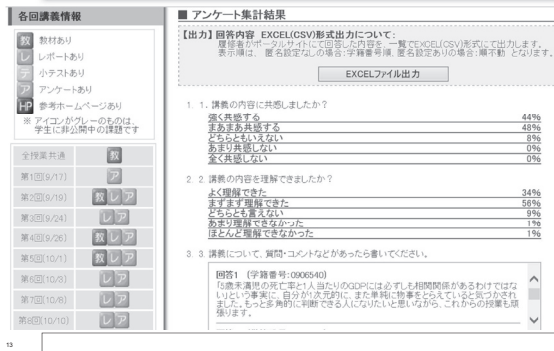 各回講義情報
教 教材あり
レ レポートあり
テ 小テストあり
ア アンケートあり
HP 参考ホームページあり
※ アイコンがグレーのものは、
学生に非公開中の課題です
全授業共通 教
第1回(9/17) ア
第2回(9/19) 教 レ ア
第3回(9/24) レ ア
第4回(9/26) 教 レ ア
第5回(10/1) 教 レ ア
第6回(10/3) レ ア
第7回(10/8) レ ア
第8回(10/10) レ ア
■ アンケート集計結果
【出力】回答内容 EXCEL(CSV)形式出力について:
履修者がポータルサイトにて回答した内容を、一覧でEXCEL(CSV)形式にて出力します。
表示順は、匿名設定なしの場合:学籍番号順、匿名設定ありの場合:順不動 となります。
EXCELファイル出力
1. 1. 講義の内容に共感しましたか?
強く共感する 44%
まあまあ共感する 48%
どちらともいえない 8%
あまり共感しない 0%
全く共感しない 0%
2. 2. 講義の内容を理解できましたか?
よく理解できた 34%
まずまず理解できた 56%
どちらとも言えない 9%
あまり理解できなかった 1%
ほとんど理解できなかった 1%
3. 3. 講義について、質問・コメントなどがあったら書いてください。
回答1 (学籍番号:0906540)
「5歳未満児の死亡率と1人当たりのGDPには必ずしも相関関係があるわけではな
い」という事実に、自分が1次元的に、また単純に物事をとらえていると気づかされ
ました。もっと多角的に判断できる人になりたいと思いながら、これからの授業も頑
張ります。
13